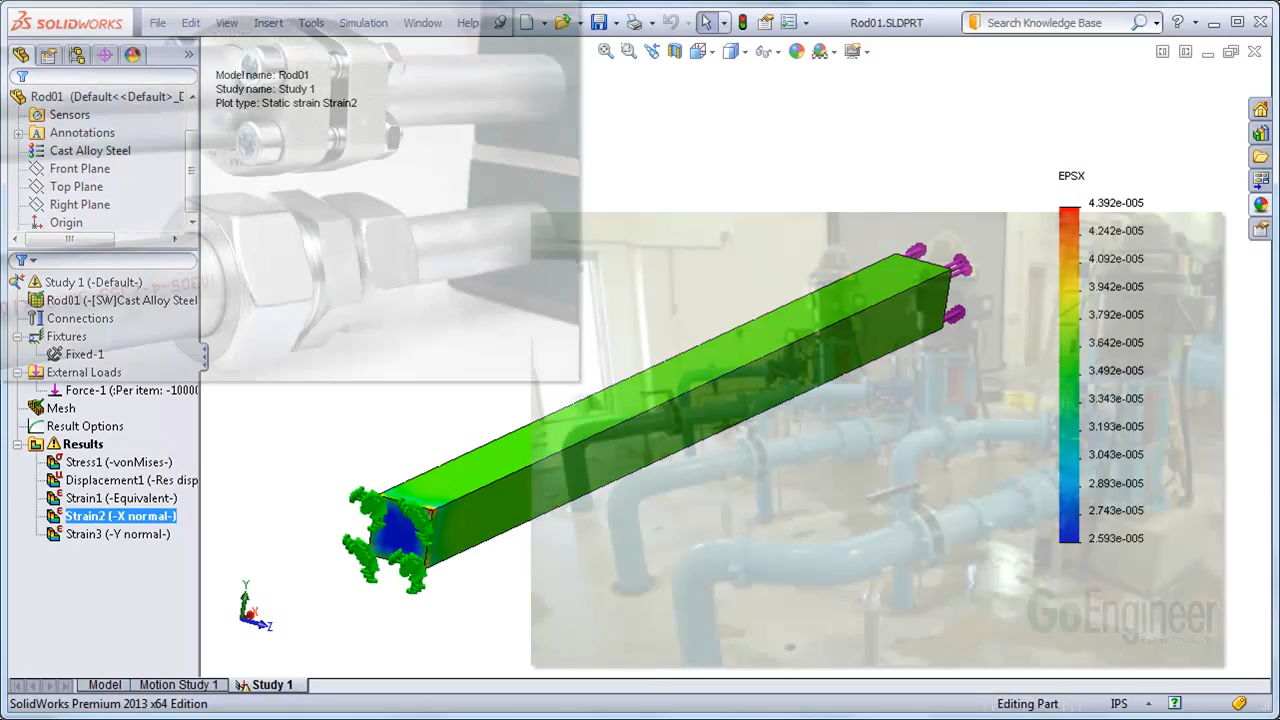 SOLIDWORKS File Edit View Insert Tools Simulation Window Help Rod01.SLDPRT Search Knowledge Base
Model name: Rod01
Study name: Study 1
Plot type: Static strain Strain2
Rod01 (Default<<Default>_D
Sensors
Annotations
Cast Alloy Steel
Front Plane
Top Plane
Right Plane
Origin
Study 1 (-Default-)
Rod01 (-[SW]Cast Alloy Steel
Connections
Fixtures
Fixed-1
External Loads
Force-1 (:Per item: -10000
Mesh
Result Options
Results
Stress1 (-vonMises-)
Displacement1 (-Res disp
Strain1 (-Equivalent-)
Strain2 (-X normal-)
Strain3 (-Y normal-)
EPSX
4.392e-005
4.242e-005
4.092e-005
3.942e-005
3.792e-005
3.642e-005
3.492e-005
3.343e-005
3.193e-005
3.043e-005
2.893e-005
2.743e-005
2.593e-005
Y
X
Z
GoEngineer
Model Motion Study 1 Study 1
SolidWorks Premium 2013 x64 Edition Editing Part IPS